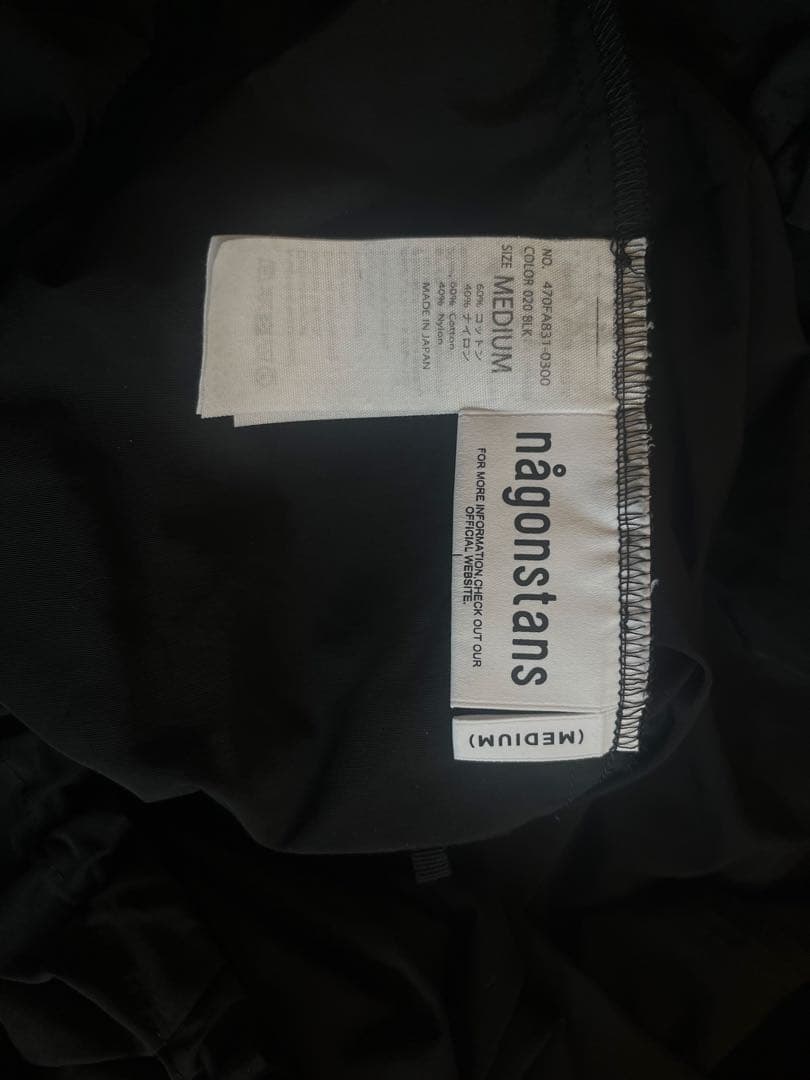 NO. 470FA831-0300
COLOR 020 BLK
SIZE MEDIUM
60% コットン
40% ナイロン
60% Cotton
40% Nylon
MADE IN JAPAN
någonstans
FOR MORE INFORMATION,CHECK OUT OUR
OFFICIAL WEBSITE.
(MEDIUM)